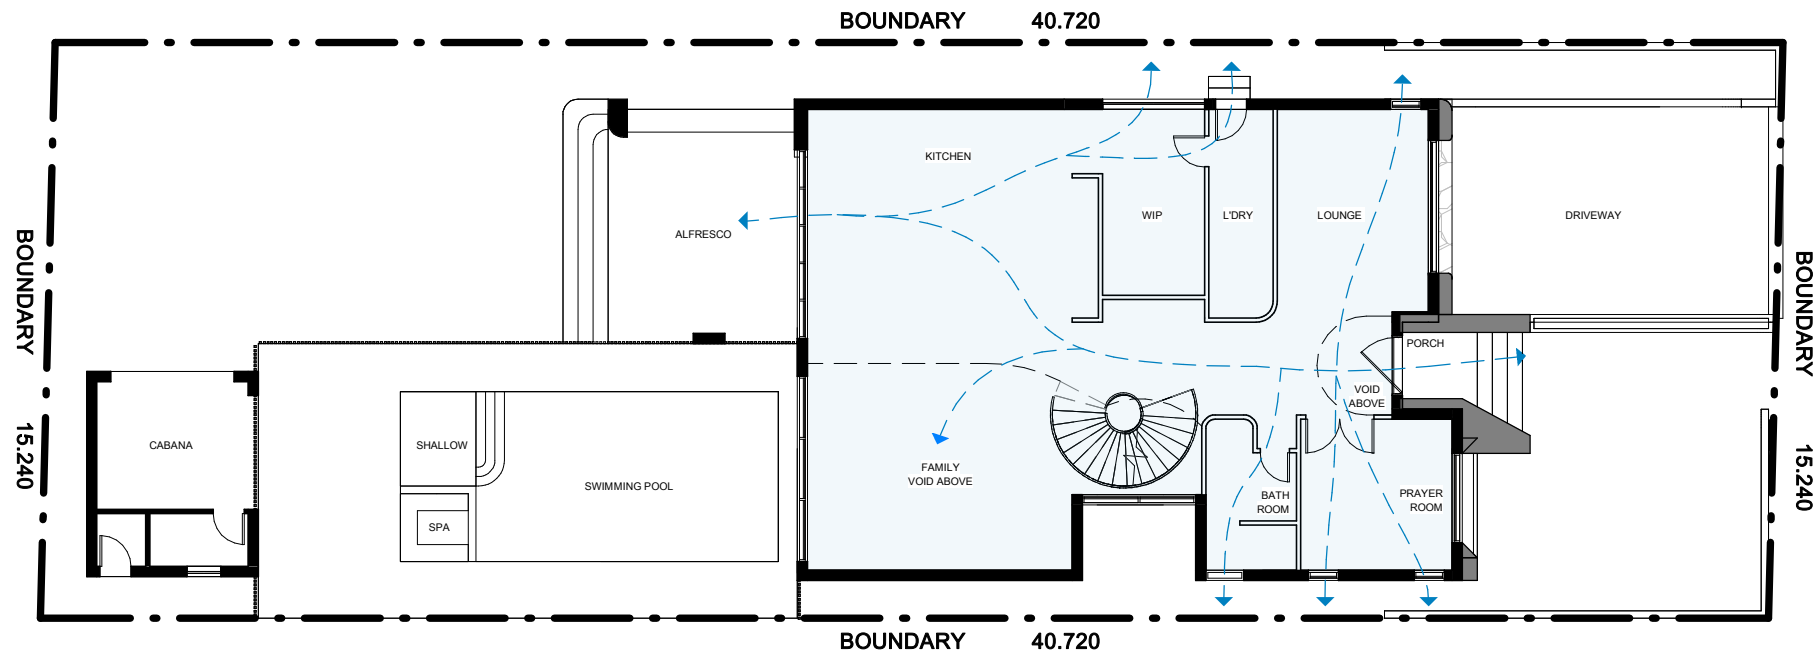 BOUNDARY 40.720
KITCHEN
WIP
L'DRY
LOUNGE
DRIVEWAY
ALFRESCO
BOUNDARY 15.240
BOUNDARY 15.240
PORCH
VOID
ABOVE
CABANA
SHALLOW
SWIMMING POOL
SPA
FAMILY
VOID ABOVE
BATH
ROOM
PRAYER
ROOM
BOUNDARY 40.720